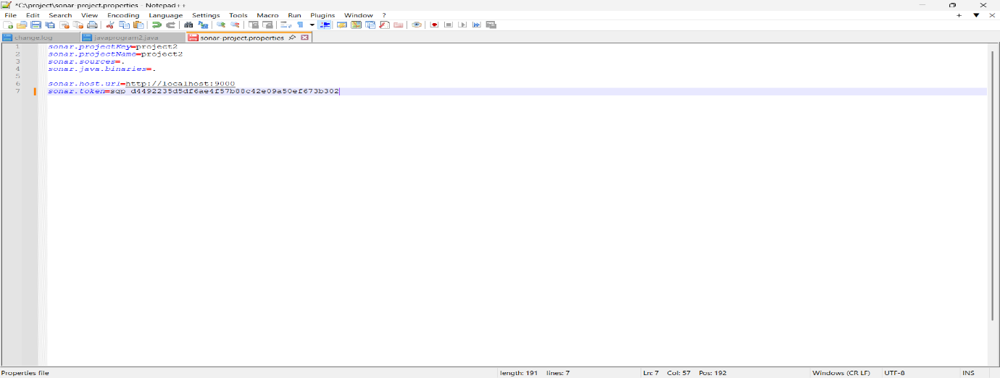 *C:\project\sonar-project.properties - Notepad++
File Edit Search View Encoding Language Settings Tools Macro Run Plugins Window ?
change.log javaprogram2.java sonar-project.properties
1 sonar.projectKey=project2
2 sonar.projectName=project2
3 sonar.sources=.
4 sonar.java.binaries=.
5
6 sonar.host.url=http://localhost:9000
7 sonar.token=sqp_d4492235d5df6ae4f57b88c42e09a50ef673b302
Properties file length: 191 lines: 7 Ln: 7 Col: 57 Pos: 192 Windows (CR LF) UTF-8 INS